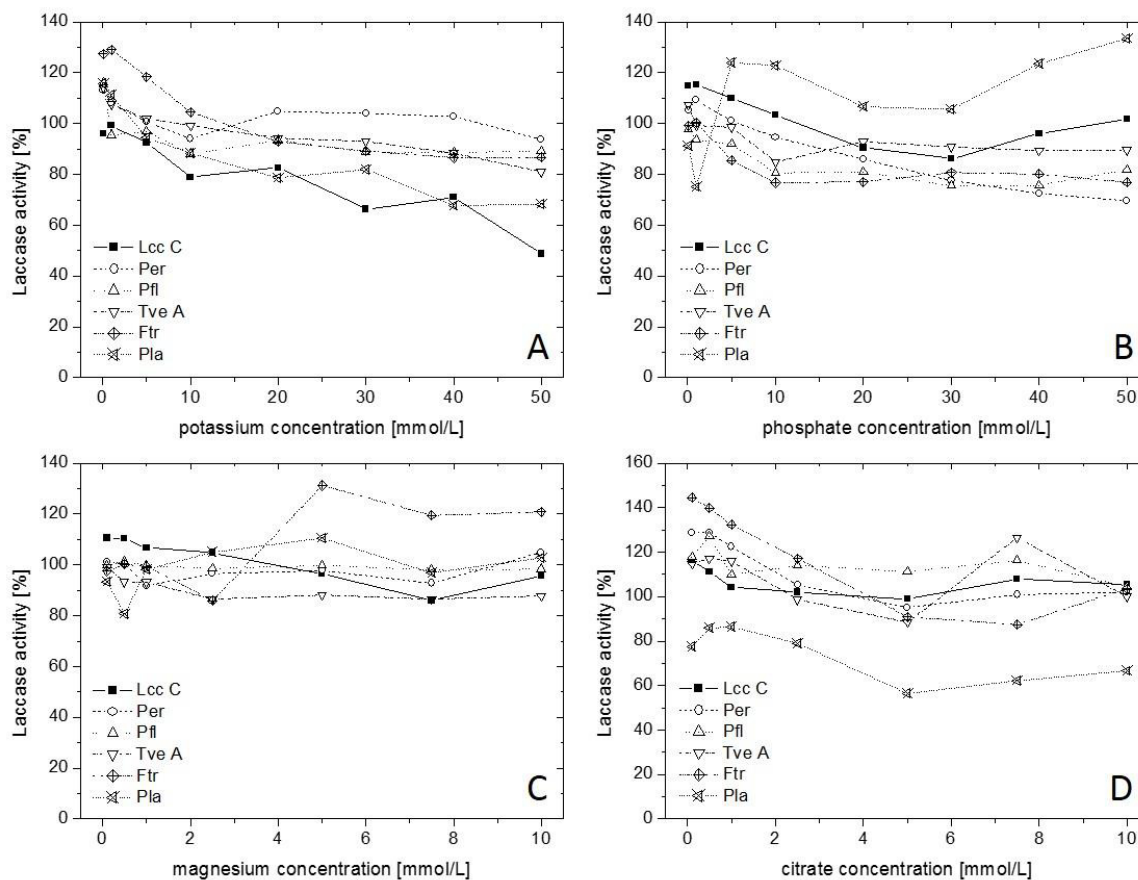 140
120
100
80
60
40
20
0
Laccase activity [%]
Lcc C
Per
Pfl
Tve A
Ftr
Pla
A
0 10 20 30 40 50
potassium concentration [mmol/L]
140
120
100
80
60
40
20
0
Laccase activity [%]
Lcc C
Per
Pfl
Tve A
Ftr
Pla
B
0 10 20 30 40 50
phosphate concentration [mmol/L]
140
120
100
80
60
40
20
0
Laccase activity [%]
Lcc C
Per
Pfl
Tve A
Ftr
Pla
C
0 2 4 6 8 10
magnesium concentration [mmol/L]
160
140
120
100
80
60
40
20
0
Laccase activity [%]
Lcc C
Per
Pfl
Tve A
Ftr
Pla
D
0 2 4 6 8 10
citrate concentration [mmol/L]